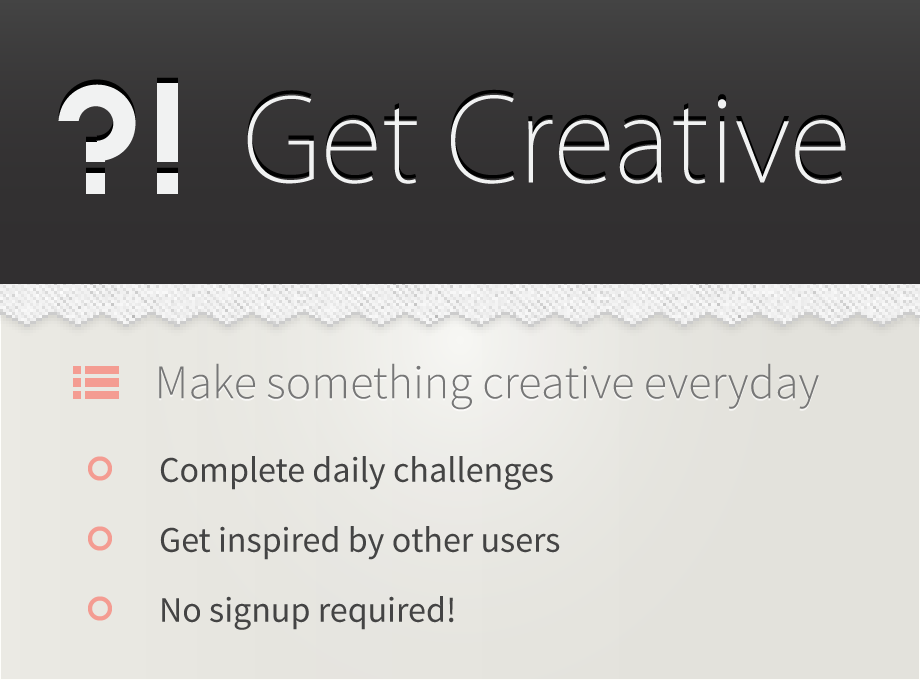 ?! Get Creative
Make something creative everyday
Complete daily challenges
Get inspired by other users
No signup required!